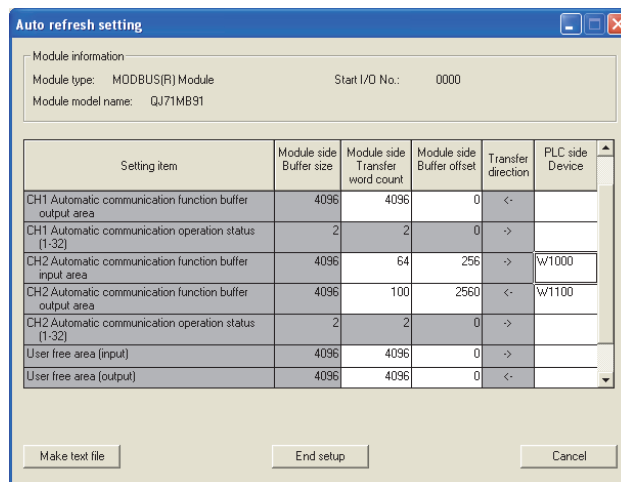 Auto refresh setting
Module information
Module type: MODBUS(R) Module Start I/O No.: 0000
Module model name: QJ71MB91
Setting item Module side Buffer size Module side Transfer word count Module side Buffer offset Transfer direction PLC side Device
CH1 Automatic communication function buffer output area 4096 4096 0 <-
CH1 Automatic communication operation status (1-32) 2 2 0 ->
CH2 Automatic communication function buffer input area 4096 64 256 -> W1000
CH2 Automatic communication function buffer output area 4096 100 2560 <- W1100
CH2 Automatic communication operation status (1-32) 2 2 0 ->
User free area (input) 4096 4096 0 ->
User free area (output) 4096 4096 0 <-
Make text file End setup Cancel